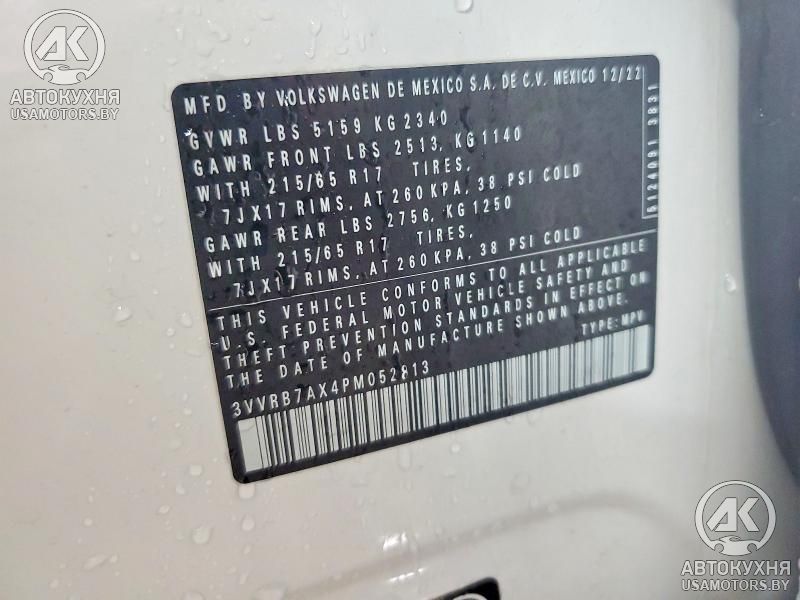 AK
АВТОКУХНЯ
USAMOTORS.BY
MFD BY VOLKSWAGEN DE MEXICO S.A. DE C.V. MEXICO 12/22
GVWR LBS 5159 KG 2340
GAWR FRONT LBS 2513, KG 1140
WITH 215/65 R17 TIRES,
7JX17 RIMS, AT 260 KPA, 38 PSI COLD
GAWR REAR LBS 2756, KG 1250
WITH 215/65 R17 TIRES,
7JX17 RIMS, AT 260 KPA, 38 PSI COLD
THIS VEHICLE CONFORMS TO ALL APPLICABLE
U.S. FEDERAL MOTOR VEHICLE SAFETY AND
THEFT PREVENTION STANDARDS IN EFFECT ON
THE DATE OF MANUFACTURE SHOWN ABOVE.
TYPE: MPV
3VVRB7AX4PM052813
5124091 3831
AK
АВТОКУХНЯ
USAMOTORS.BY